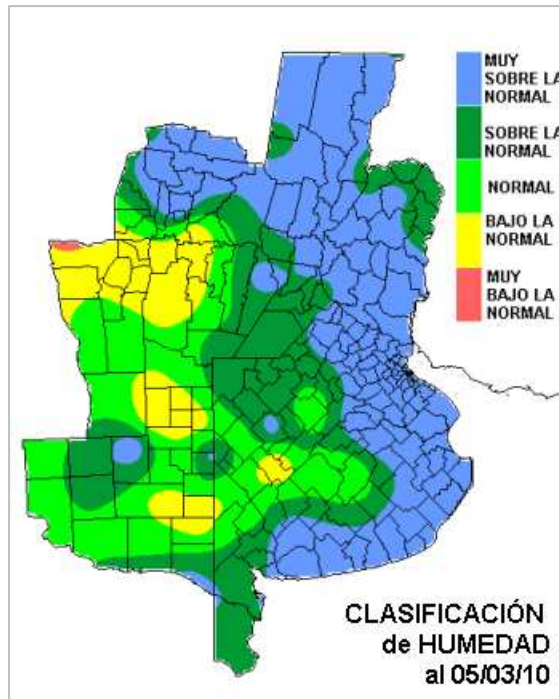 MUY
SOBRE LA
NORMAL
SOBRE LA
NORMAL
NORMAL
BAJO LA
NORMAL
MUY
BAJO LA
NORMAL
CLASIFICACIÓN
de HUMEDAD
al 05/03/10